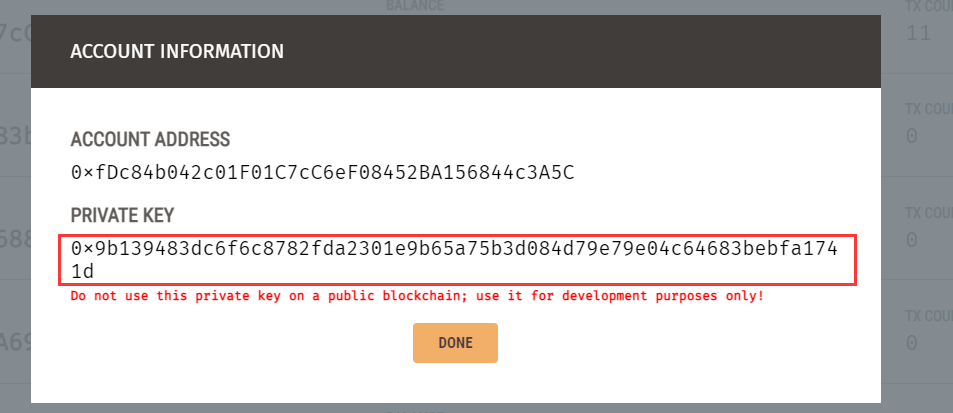 BALANCE
TX COU
11
ACCOUNT INFORMATION
ACCOUNT ADDRESS
0×fDc84b042c01F01C7cC6eF08452BA156844c3A5C
PRIVATE KEY
0×9b139483dc6f6c8782fda2301e9b65a75b3d084d79e79e04c64683bebfa174
1d
Do not use this private key on a public blockchain; use it for development purposes only!
DONE
TX COU
0
TX COU
0
TX COU
0